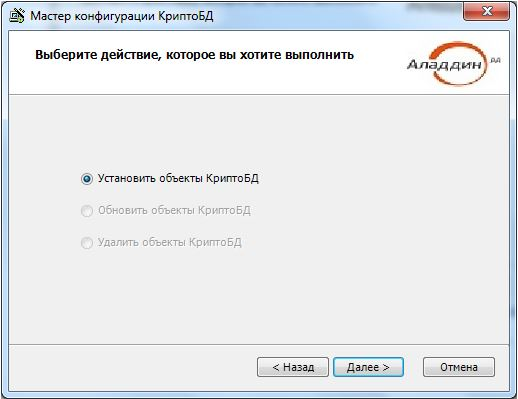 Мастер конфигурации КриптоБД
Выберите действие, которое вы хотите выполнить
Аладдин РД
Установить объекты КриптоБД
Обновить объекты КриптоБД
Удалить объекты КриптоБД
< Назад
Далее >
Отмена